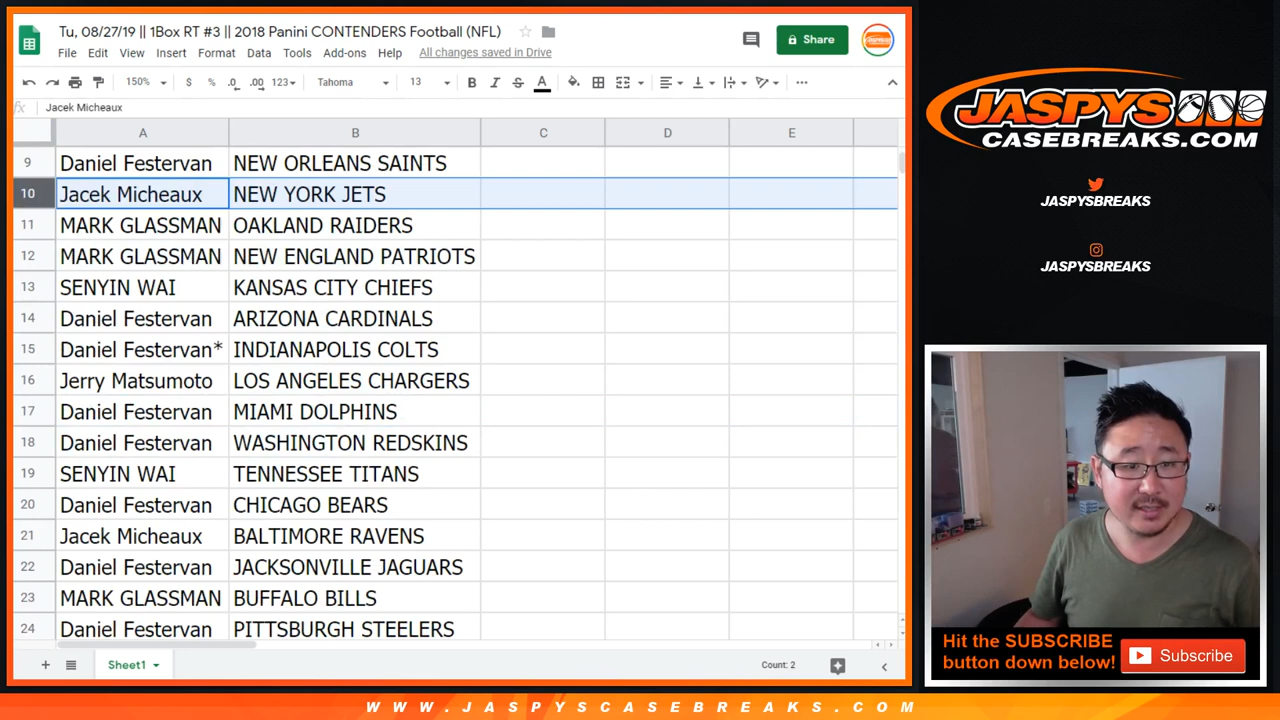 Tu, 08/27/19 || 1Box RT #3 || 2018 Panini CONTENDERS Football (NFL)
File Edit View Insert Format Data Tools Add-ons Help All changes saved in Drive
Share
150% $ % .0 .00 123 Tahoma 13 B I S A
fx Jacek Micheaux
A B C D E
9 Daniel Festervan NEW ORLEANS SAINTS
10 Jacek Micheaux NEW YORK JETS
11 MARK GLASSMAN OAKLAND RAIDERS
12 MARK GLASSMAN NEW ENGLAND PATRIOTS
13 SENYIN WAI KANSAS CITY CHIEFS
14 Daniel Festervan ARIZONA CARDINALS
15 Daniel Festervan* INDIANAPOLIS COLTS
16 Jerry Matsumoto LOS ANGELES CHARGERS
17 Daniel Festervan MIAMI DOLPHINS
18 Daniel Festervan WASHINGTON REDSKINS
19 SENYIN WAI TENNESSEE TITANS
20 Daniel Festervan CHICAGO BEARS
21 Jacek Micheaux BALTIMORE RAVENS
22 Daniel Festervan JACKSONVILLE JAGUARS
23 MARK GLASSMAN BUFFALO BILLS
24 Daniel Festervan PITTSBURGH STEELERS
Sheet1
Count: 2
JASPYS
CASEBREAKS.COM
JASPYSBREAKS
JASPYSBREAKS
Hit the SUBSCRIBE
button down below!
Subscribe
WWW.JASPYSCASEBREAKS.COM